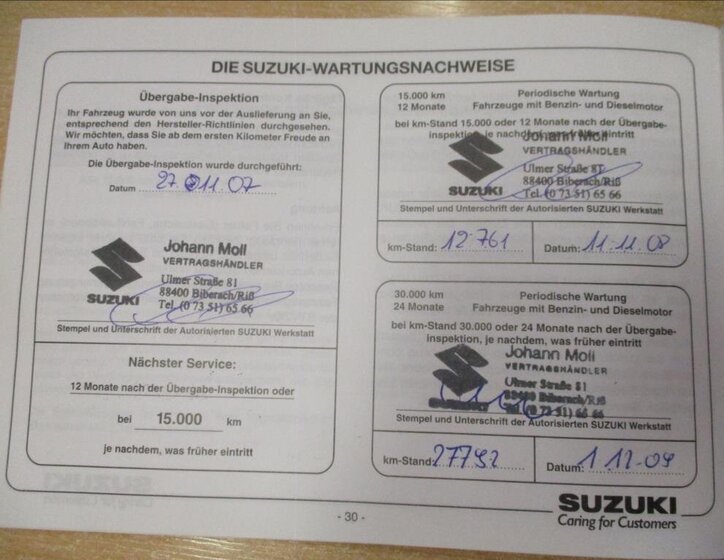 DIE SUZUKI-WARTUNGSNACHWEISE
Übergabe-Inspektion
Ihr Fahrzeug wurde von uns vor der Auslieferung an Sie,
entsprechend den Hersteller-Richtlinien durchgesehen.
Wir möchten, dass Sie ab dem ersten Kilometer Freude an
Ihrem Auto haben.
Die Übergabe-Inspektion wurde durchgeführt:
Datum 27.11.07
SUZUKI
Johann Moll
VERTRAGSHÄNDLER
Ulmer Straße 81
88400 Biberach/Riß
Tel. (0 73 51) 65 66
Stempel und Unterschrift der Autorisierten SUZUKI Werkstatt
Nächster Service:
12 Monate nach der Übergabe-Inspektion oder
bei 15.000 km
je nachdem, was früher eintritt
15.000 km Periodische Wartung
12 Monate Fahrzeuge mit Benzin- und Dieselmotor
bei km-Stand 15.000 oder 12 Monate nach der Übergabe-
inspektion, je nachdem, was früher eintritt
SUZUKI
Johann Moll
VERTRAGSHÄNDLER
Ulmer Straße 81
88400 Biberach/Riß
Tel. (0 73 51) 65 66
Stempel und Unterschrift der Autorisierten SUZUKI Werkstatt
km-Stand: 12 761 Datum: 11.11.08
30.000 km Periodische Wartung
24 Monate Fahrzeuge mit Benzin- und Dieselmotor
bei km-Stand 30.000 oder 24 Monate nach der Übergabe-
inspektion, je nachdem, was früher eintritt
SUZUKI
Johann Moll
VERTRAGSHÄNDLER
Ulmer Straße 81
88400 Biberach/Riß
Tel. (0 73 51) 65 66
Stempel und Unterschrift der Autorisierten SUZUKI Werkstatt
km-Stand: 27792 Datum: 1.12.09
- 30 -
SUZUKI
Caring for Customers